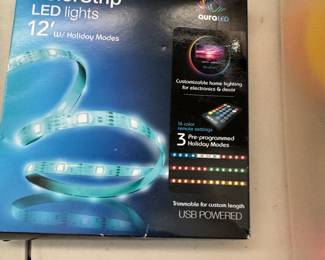 LED lights
12' W/ Holiday Modes
auraLED
Customizable home lighting
for electronics & decor
16 color
remote settings
3 Pre-programmed
Holiday Modes
Trimmable for custom length
USB POWERED